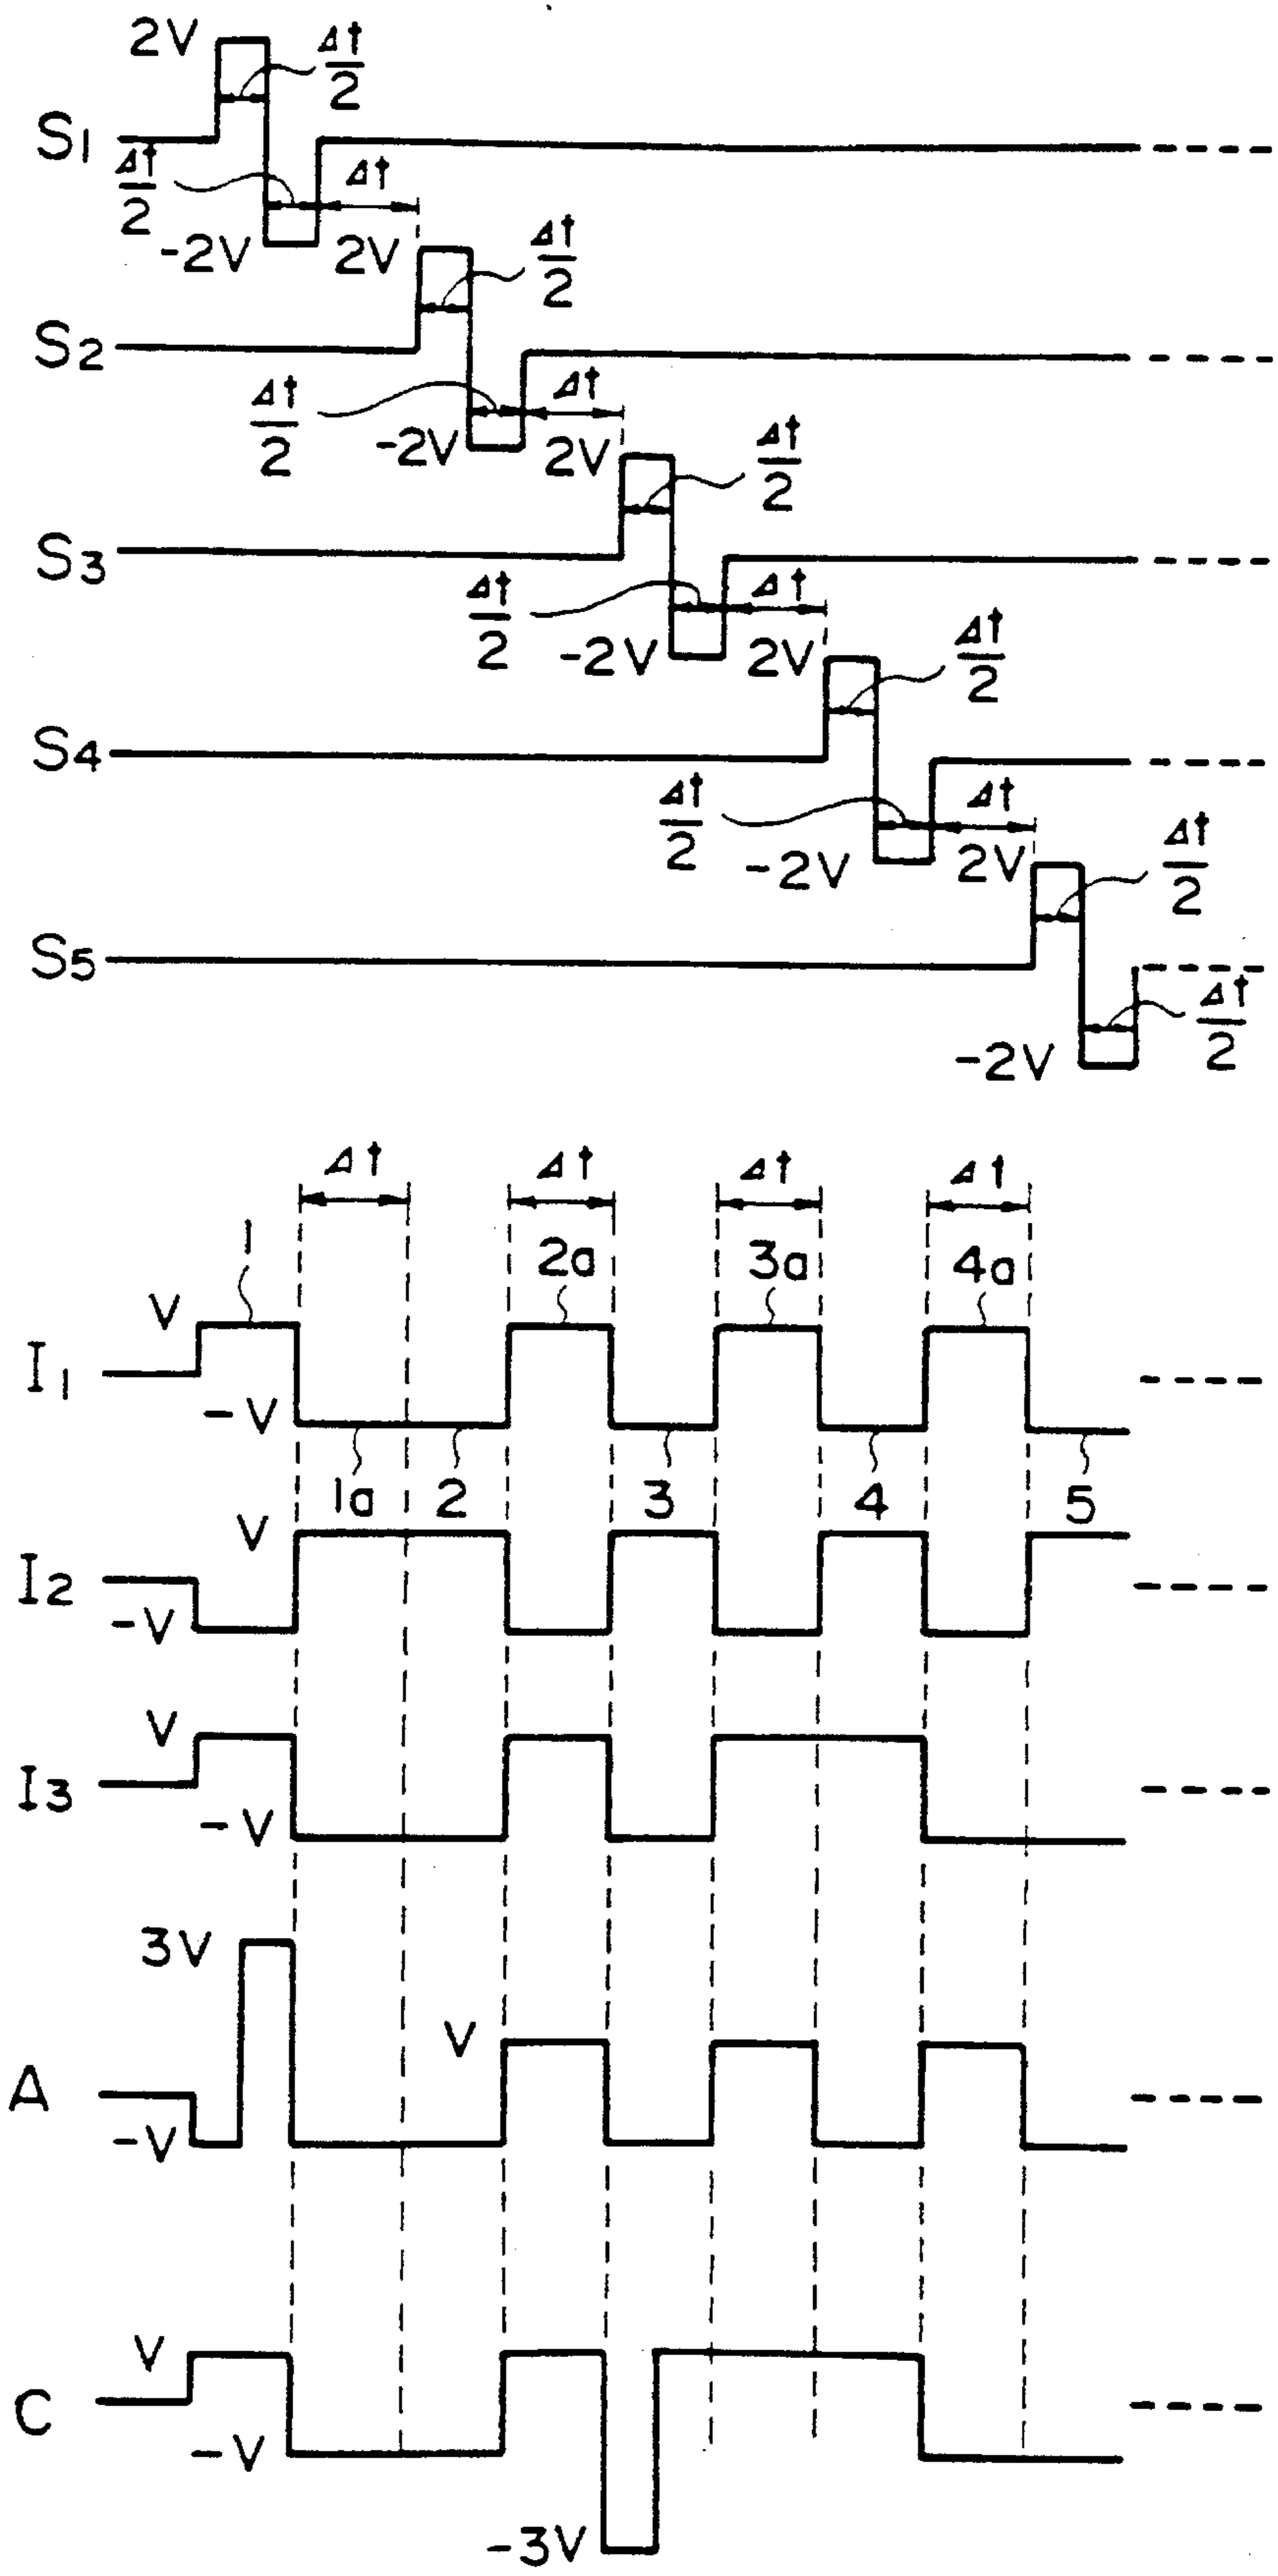 2V Δt/2
S1
Δt/2 Δt
-2V 2V Δt/2
S2
Δt/2 Δt
-2V 2V Δt/2
S3
Δt/2 Δt
-2V 2V Δt/2
S4
Δt/2 Δt
-2V 2V Δt/2
S5
Δt/2
-2V
Δt Δt Δt Δt
1 2a 3a 4a
V
I1
-V
1a 2 3 4 5
V
I2
-V
V
I3
-V
3V
V
A
-V
V
C
-V
-3V